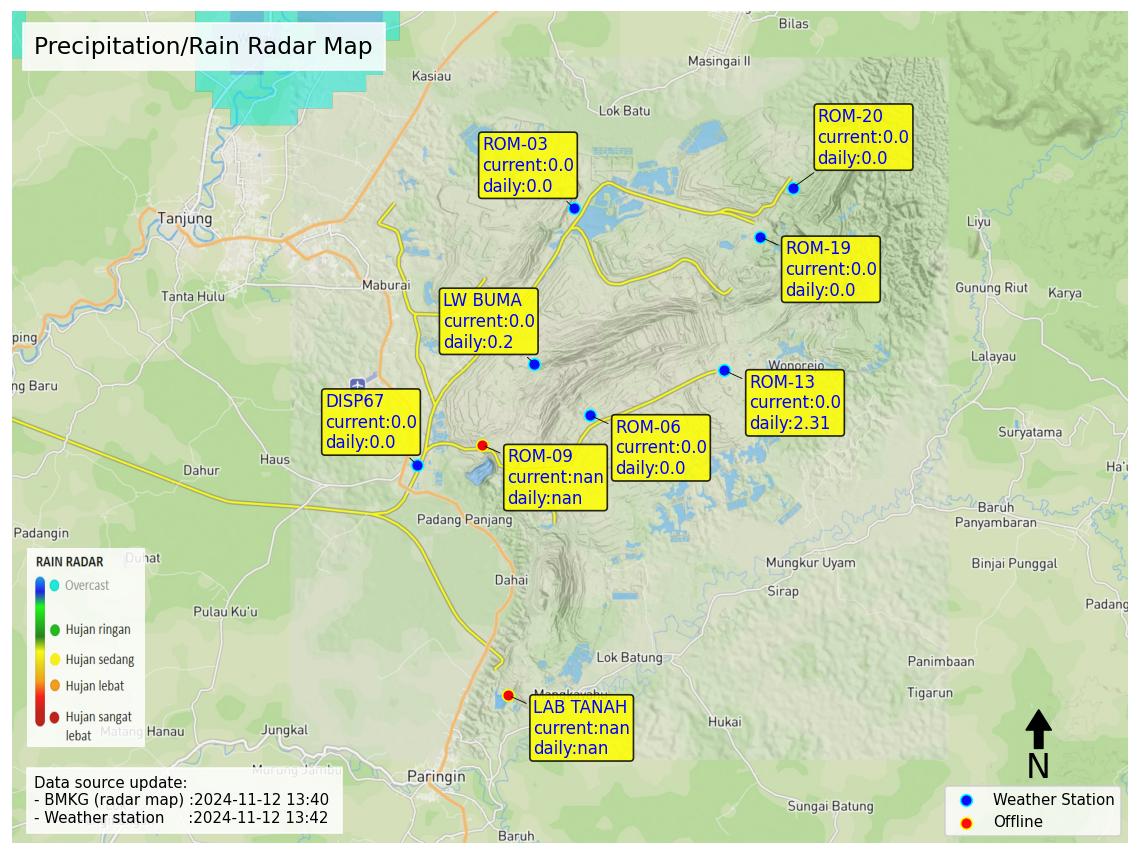 Precipitation/Rain Radar Map
Bilas
Masingai II
Kasiau
Lok Batu
ROM-20
current:0.0
daily:0.0
ROM-03
current:0.0
daily:0.0
Tanjung
Liyu
ROM-19
current:0.0
daily:0.0
Maburai
Tanta Hulu
Gunung Riut
Karya
LW BUMA
current:0.0
daily:0.2
ping
Lalayau
Wonorejo
ng Baru
ROM-13
current:0.0
daily:2.31
DISP67
current:0.0
daily:0.0
ROM-06
current:0.0
daily:0.0
Suryatama
ROM-09
current:nan
daily:nan
Haus
Dahur
Ha'u
Baruh
Panyambaran
Padang Panjang
Padangin
Duhat
Mungkur Uyam
Binjai Punggal
RAIN RADAR
Overcast
Hujan ringan
Hujan sedang
Hujan lebat
Hujan sangat
lebat
Dahai
Sirap
Padang
Pulau Ku'u
Lok Batung
Panimbaan
Tigarun
Mangkayahu
LAB TANAH
current:nan
daily:nan
Hukai
Matang Hanau
Jungkal
Murung Jambu
Paringin
N
Data source update:
- BMKG (radar map) :2024-11-12 13:40
- Weather station :2024-11-12 13:42
Sungai Batung
Weather Station
Offline
Baruh